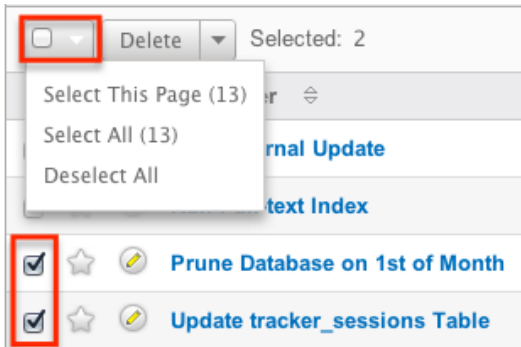 Delete Selected: 2
Select This Page (13)
Select All (13)
rnal Update
Deselect All
text Index
Prune Database on 1st of Month
Update tracker_sessions Table